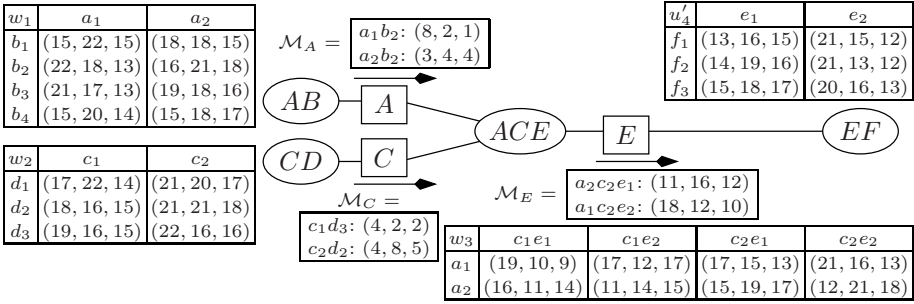 w₁ a₁ a₂
b₁ (15, 22, 15) (18, 18, 15)
b₂ (22, 18, 13) (16, 21, 18)
b₃ (21, 17, 13) (19, 18, 16)
b₄ (15, 20, 14) (15, 18, 17)
ℳ_A =
a₁b₂: (8, 2, 1)
a₂b₂: (3, 4, 4)
u′₄ e₁ e₂
f₁ (13, 16, 15) (21, 15, 12)
f₂ (14, 19, 16) (21, 13, 12)
f₃ (15, 18, 17) (20, 16, 13)
AB A ACE E EF
CD C
w₂ c₁ c₂
d₁ (17, 22, 14) (21, 20, 17)
d₂ (18, 16, 15) (21, 21, 18)
d₃ (19, 16, 15) (22, 16, 16)
ℳ_C =
c₁d₃: (4, 2, 2)
c₂d₂: (4, 8, 5)
ℳ_E =
a₂c₂e₁: (11, 16, 12)
a₁c₂e₂: (18, 12, 10)
w₃ c₁e₁ c₁e₂ c₂e₁ c₂e₂
a₁ (19, 10, 9) (17, 12, 17) (17, 15, 13) (21, 16, 13)
a₂ (16, 11, 14) (11, 14, 15) (15, 19, 17) (12, 21, 18)